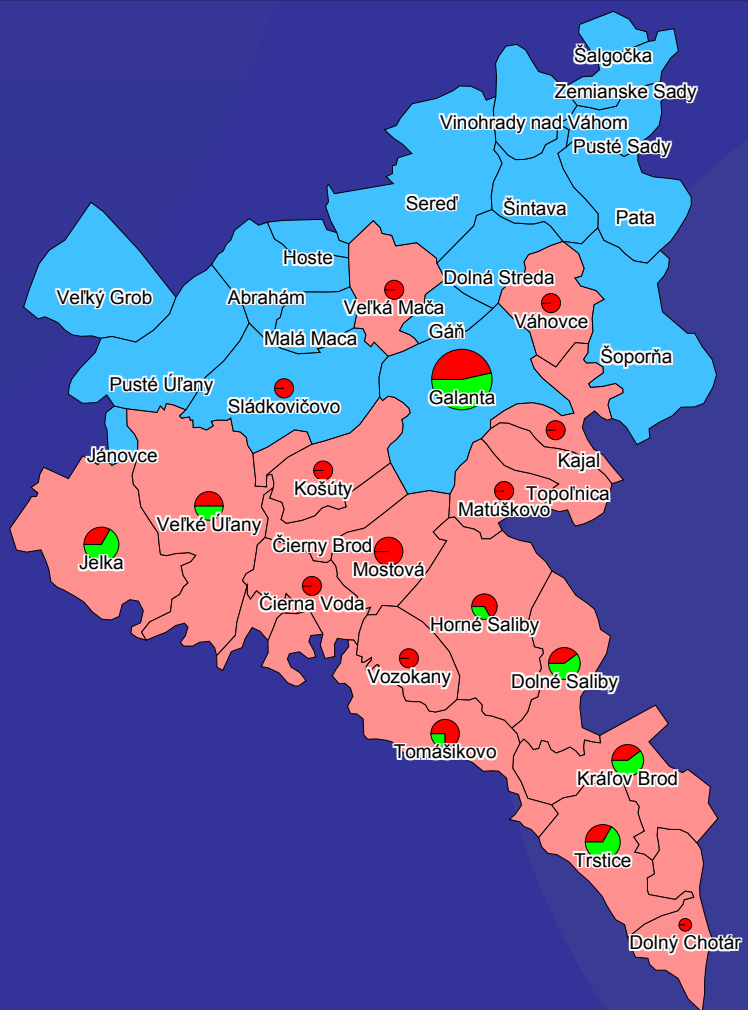 Šalgočka
Zemianske Sady
Vinohrady nad Váhom
Pusté Sady
Sereď
Šintava
Pata
Hoste
Dolná Streda
Veľký Grob
Abrahám
Veľká Mača
Váhovce
Gáň
Malá Maca
Šoporňa
Pusté Úľany
Galanta
Sládkovičovo
Jánovce
Kajal
Košúty
Topoľnica
Matúškovo
Veľké Úľany
Čierny Brod
Jelka
Mostová
Čierna Voda
Horné Saliby
Vozokany
Dolné Saliby
Tomášikovo
Kráľov Brod
Trstice
Dolný Chotár